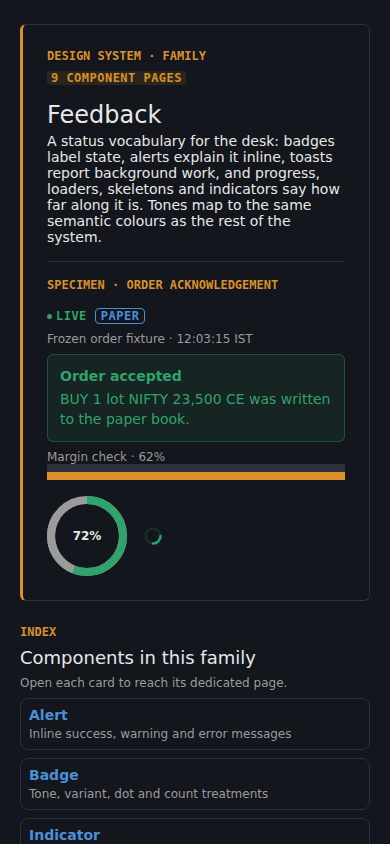 DESIGN SYSTEM · FAMILY
9 COMPONENT PAGES
Feedback
A status vocabulary for the desk: badges
label state, alerts explain it inline, toasts
report background work, and progress,
loaders, skeletons and indicators say how
far along it is. Tones map to the same
semantic colours as the rest of the
system.
SPECIMEN · ORDER ACKNOWLEDGEMENT
LIVE PAPER
Frozen order fixture · 12:03:15 IST
Order accepted
BUY 1 lot NIFTY 23,500 CE was written
to the paper book.
Margin check · 62%
72%
INDEX
Components in this family
Open each card to reach its dedicated page.
Alert
Inline success, warning and error messages
Badge
Tone, variant, dot and count treatments
Indicator